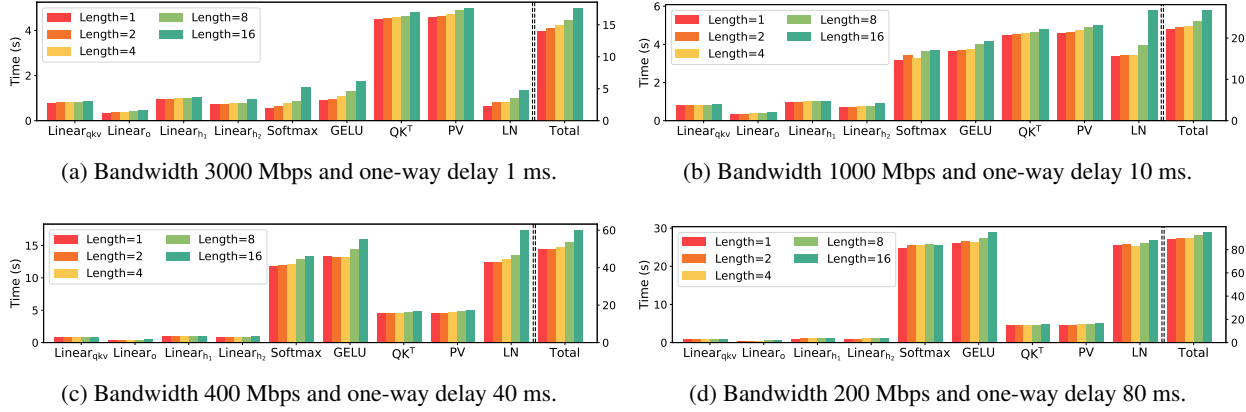 Length=1
Length=2
Length=4
Length=8
Length=16
Time (s)
4
2
0
15
10
5
0
Linear_qkv Linear_o Linear_h₁ Linear_h₂ Softmax GELU QK^T PV LN Total
(a) Bandwidth 3000 Mbps and one-way delay 1 ms.
Length=1
Length=2
Length=4
Length=8
Length=16
Time (s)
6
4
2
0
20
10
0
Linear_qkv Linear_o Linear_h₁ Linear_h₂ Softmax GELU QK^T PV LN Total
(b) Bandwidth 1000 Mbps and one-way delay 10 ms.
Length=1
Length=2
Length=4
Length=8
Length=16
Time (s)
15
10
5
0
60
40
20
0
Linear_qkv Linear_o Linear_h₁ Linear_h₂ Softmax GELU QK^T PV LN Total
(c) Bandwidth 400 Mbps and one-way delay 40 ms.
Length=1
Length=2
Length=4
Length=8
Length=16
Time (s)
30
20
10
0
80
60
40
20
0
Linear_qkv Linear_o Linear_h₁ Linear_h₂ Softmax GELU QK^T PV LN Total
(d) Bandwidth 200 Mbps and one-way delay 80 ms.